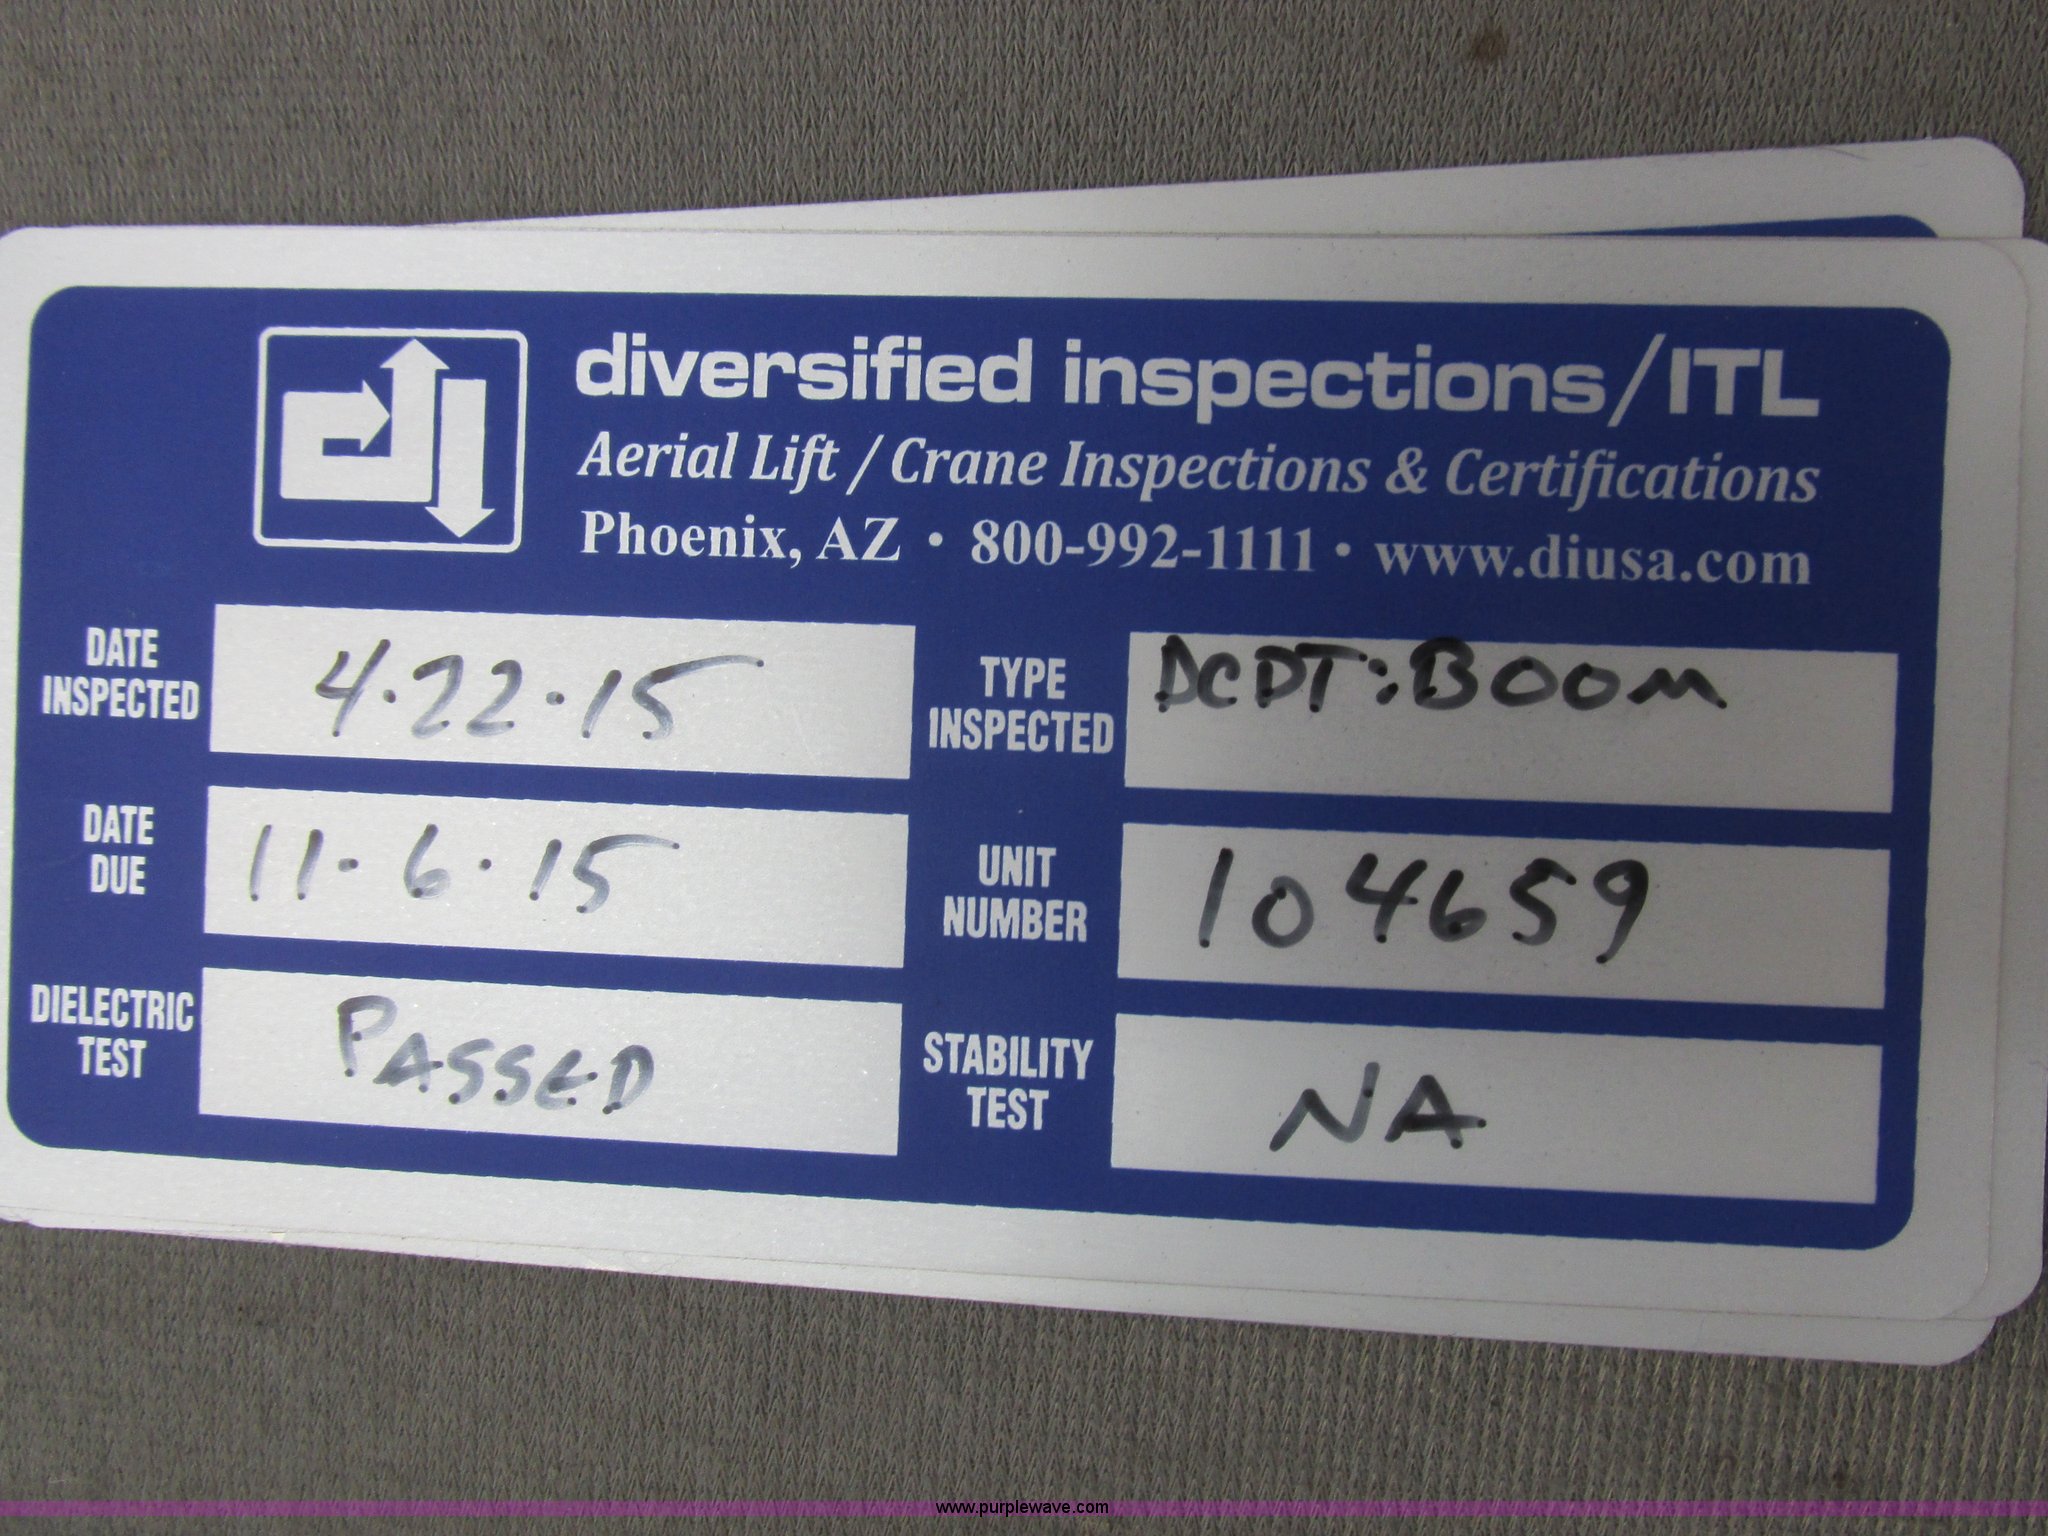 diversified inspections/ITL
Aerial Lift / Crane Inspections & Certifications
Phoenix, AZ • 800-992-1111 • www.diusa.com
DATE INSPECTED 4.22.15
TYPE INSPECTED DCDT:BOOM
DATE DUE 11.6.15
UNIT NUMBER 104659
DIELECTRIC TEST PASSED
STABILITY TEST NA
www.purplewave.com